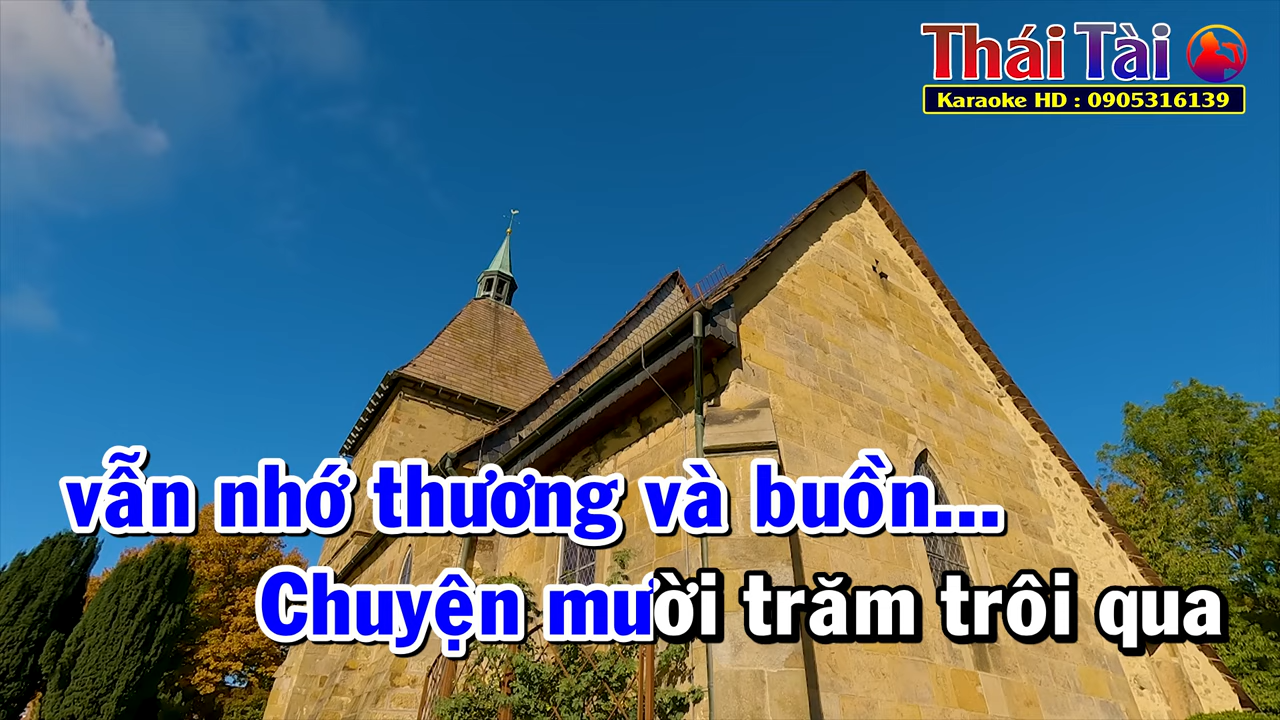 Thái Tài
Karaoke HD : 0905316139
vẫn nhớ thương và buồn...
Chuyện mười trăm trôi qua